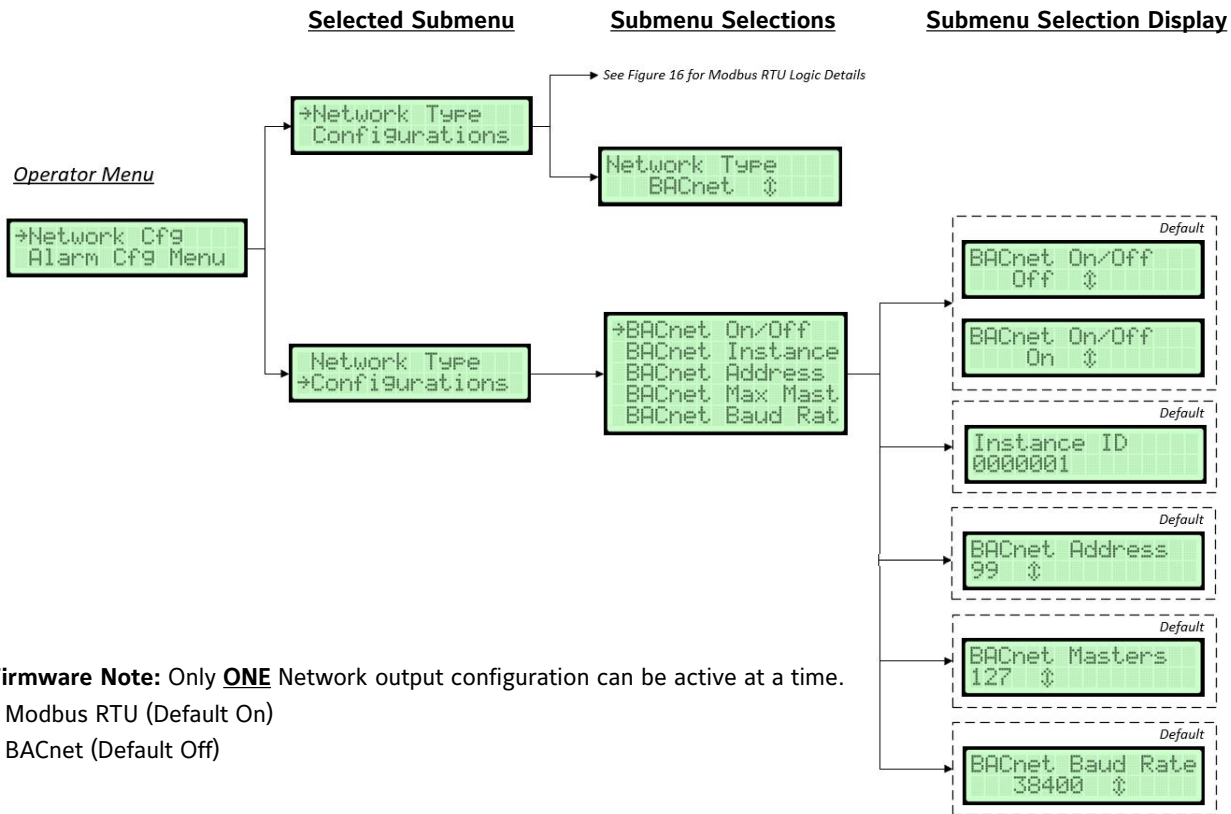 Selected Submenu
Submenu Selections
Submenu Selection Display
See Figure 16 for Modbus RTU Logic Details
→Network Type
Configurations
Network Type
BACnet ↕
Operator Menu
→Network Cfg
Alarm Cfg Menu
Network Type
→Configurations
→BACnet On/Off
BACnet Instance
BACnet Address
BACnet Max Mast
BACnet Baud Rat
Default
BACnet On/Off
Off ↕
BACnet On/Off
On ↕
Default
Instance ID
0000001
Default
BACnet Address
99 ↕
Default
BACnet Masters
127 ↕
Default
BACnet Baud Rate
38400 ↕
irmware Note: Only ONE Network output configuration can be active at a time.
Modbus RTU (Default On)
BACnet (Default Off)